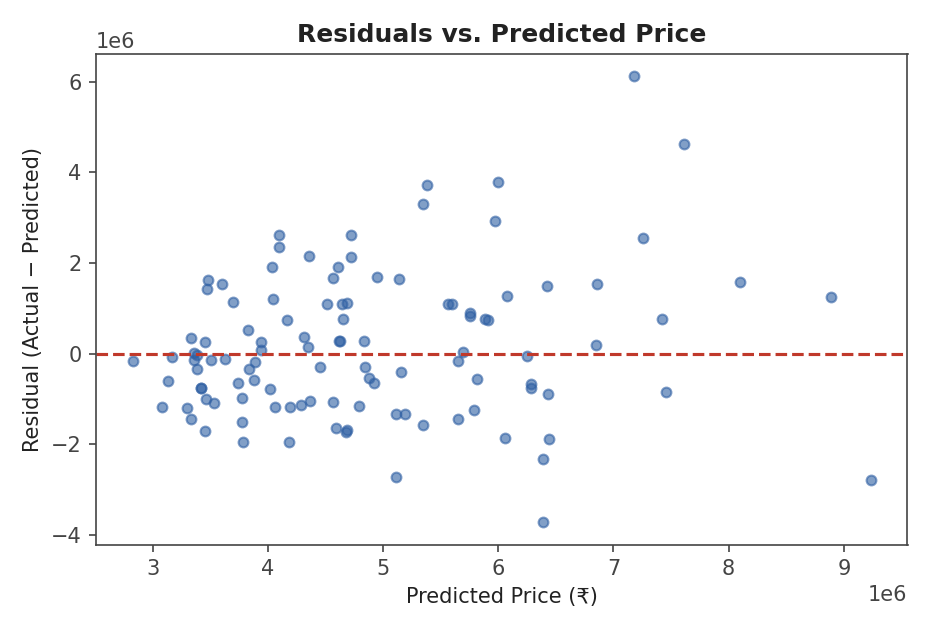 Residuals vs. Predicted Price
1e6
6
4
2
0
−2
−4
Residual (Actual − Predicted)
3 4 5 6 7 8 9
1e6
Predicted Price (₹)